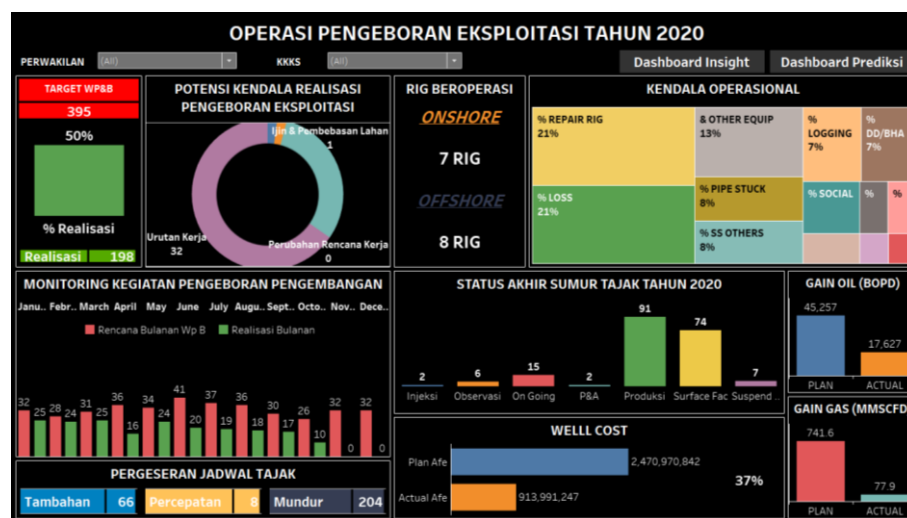 OPERASI PENGEBORAN EKSPLOITASI TAHUN 2020
PERWAKILAN (All) KKKS (All) Dashboard Insight Dashboard Prediksi
TARGET WP&B
395
50%
% Realisasi
Realisasi 198
POTENSI KENDALA REALISASI
PENGEBORAN EKSPLOITASI
Ijin & Pembebasan Lahan
1
Urutan Kerja
32
Perubahan Rencana Kerja
0
RIG BEROPERASI
ONSHORE
7 RIG
OFFSHORE
8 RIG
KENDALA OPERASIONAL
% REPAIR RIG
21%
% LOSS
21%
& OTHER EQUIP
13%
% PIPE STUCK
8%
% SS OTHERS
8%
%
LOGGING
7%
%
DD/BHA
7%
% SOCIAL
%
%
MONITORING KEGIATAN PENGEBORAN PENGEMBANGAN
Janu.. Febr.. March April May June July Augu.. Sept.. Octo.. Nov.. Dece..
Rencana Bulanan Wp B Realisasi Bulanan
32 25 28 24 31 25 36 16 34 24 41 20 37 19 36 18 30 17 26 10 32 0 32 0
PERGESERAN JADWAL TAJAK
Tambahan 66 Percepatan 8 Mundur 204
STATUS AKHIR SUMUR TAJAK TAHUN 2020
2 6 15 2 91 74 7
Injeksi Observasi On Going P&A Produksi Surface Fac Suspend ..
WELLL COST
Plan Afe 2,470,970,842
Actual Afe 913,991,247
37%
GAIN OIL (BOPD)
45,257
17,627
PLAN ACTUAL
GAIN GAS (MMSCFD
741.6
77.9
PLAN ACTUAL